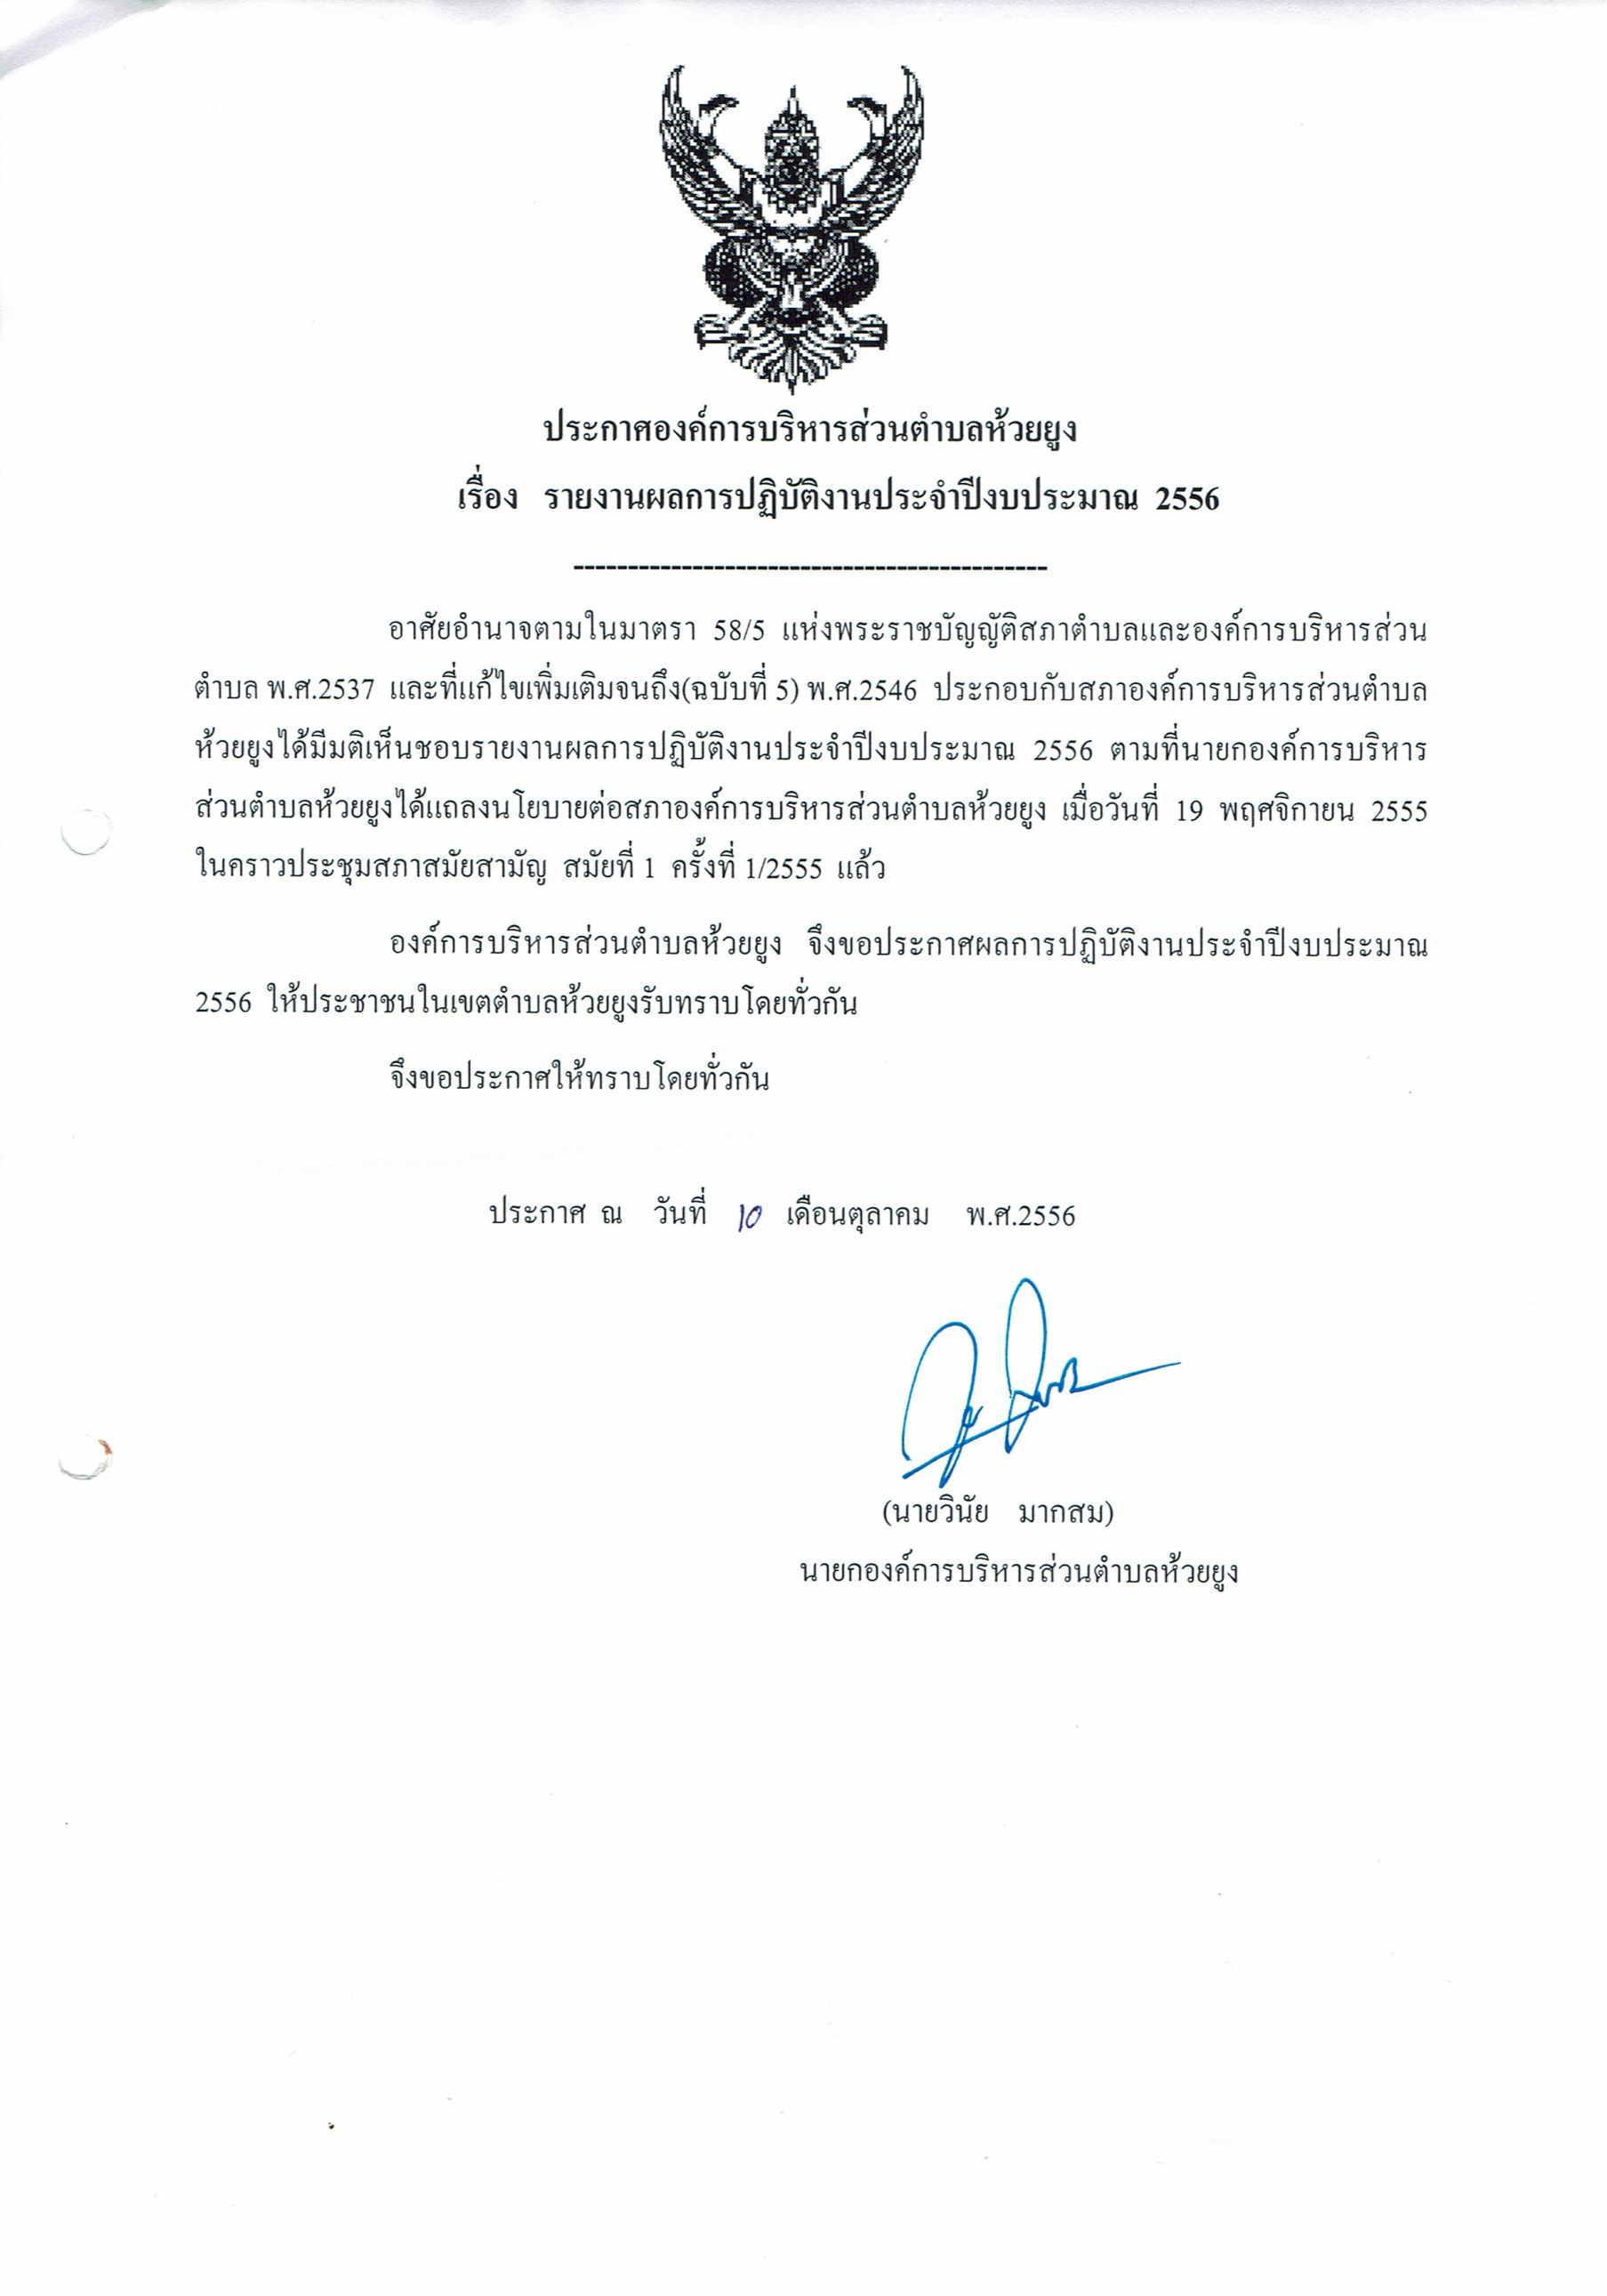 ประกาศองค์การบริหารส่วนตำบลห้วยยูง
เรื่อง รายงานผลการปฏิบัติงานประจำปีงบประมาณ 2556
--------------------------------------------
อาศัยอำนาจตามในมาตรา 58/5 แห่งพระราชบัญญัติสภาตำบลและองค์การบริหารส่วน
ตำบล พ.ศ.2537 และที่แก้ไขเพิ่มเติมจนถึง(ฉบับที่ 5) พ.ศ.2546 ประกอบกับสภาองค์การบริหารส่วนตำบล
ห้วยยูงได้มีมติเห็นชอบรายงานผลการปฏิบัติงานประจำปีงบประมาณ 2556 ตามที่นายกองค์การบริหาร
ส่วนตำบลห้วยยูงได้แถลงนโยบายต่อสภาองค์การบริหารส่วนตำบลห้วยยูง เมื่อวันที่ 19 พฤศจิกายน 2555
ในคราวประชุมสภาสมัยสามัญ สมัยที่ 1 ครั้งที่ 1/2555 แล้ว
องค์การบริหารส่วนตำบลห้วยยูง จึงขอประกาศผลการปฏิบัติงานประจำปีงบประมาณ
2556 ให้ประชาชนในเขตตำบลห้วยยูงรับทราบโดยทั่วกัน
จึงขอประกาศให้ทราบโดยทั่วกัน
ประกาศ ณ วันที่ 10 เดือนตุลาคม พ.ศ.2556
(นายวินัย มากสม)
นายกองค์การบริหารส่วนตำบลห้วยยูง